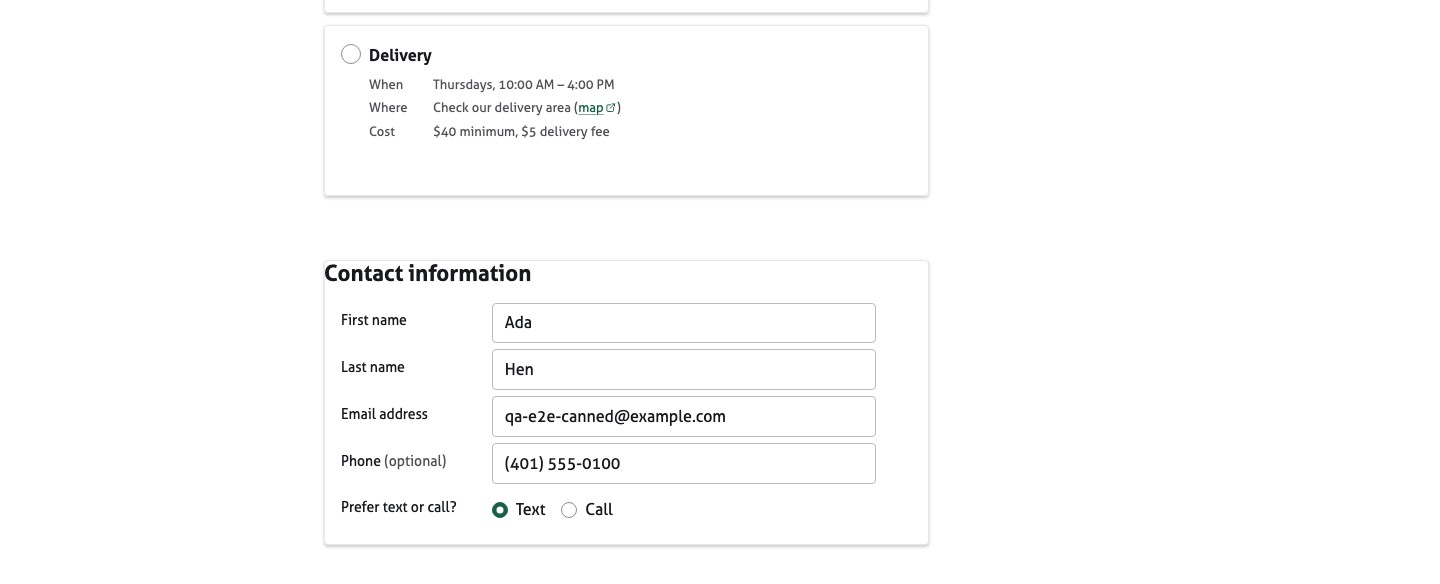 Delivery
When Thursdays, 10:00 AM – 4:00 PM
Where Check our delivery area (map)
Cost $40 minimum, $5 delivery fee
Contact information
First name Ada
Last name Hen
Email address qa-e2e-canned@example.com
Phone (optional) (401) 555-0100
Prefer text or call? Text Call